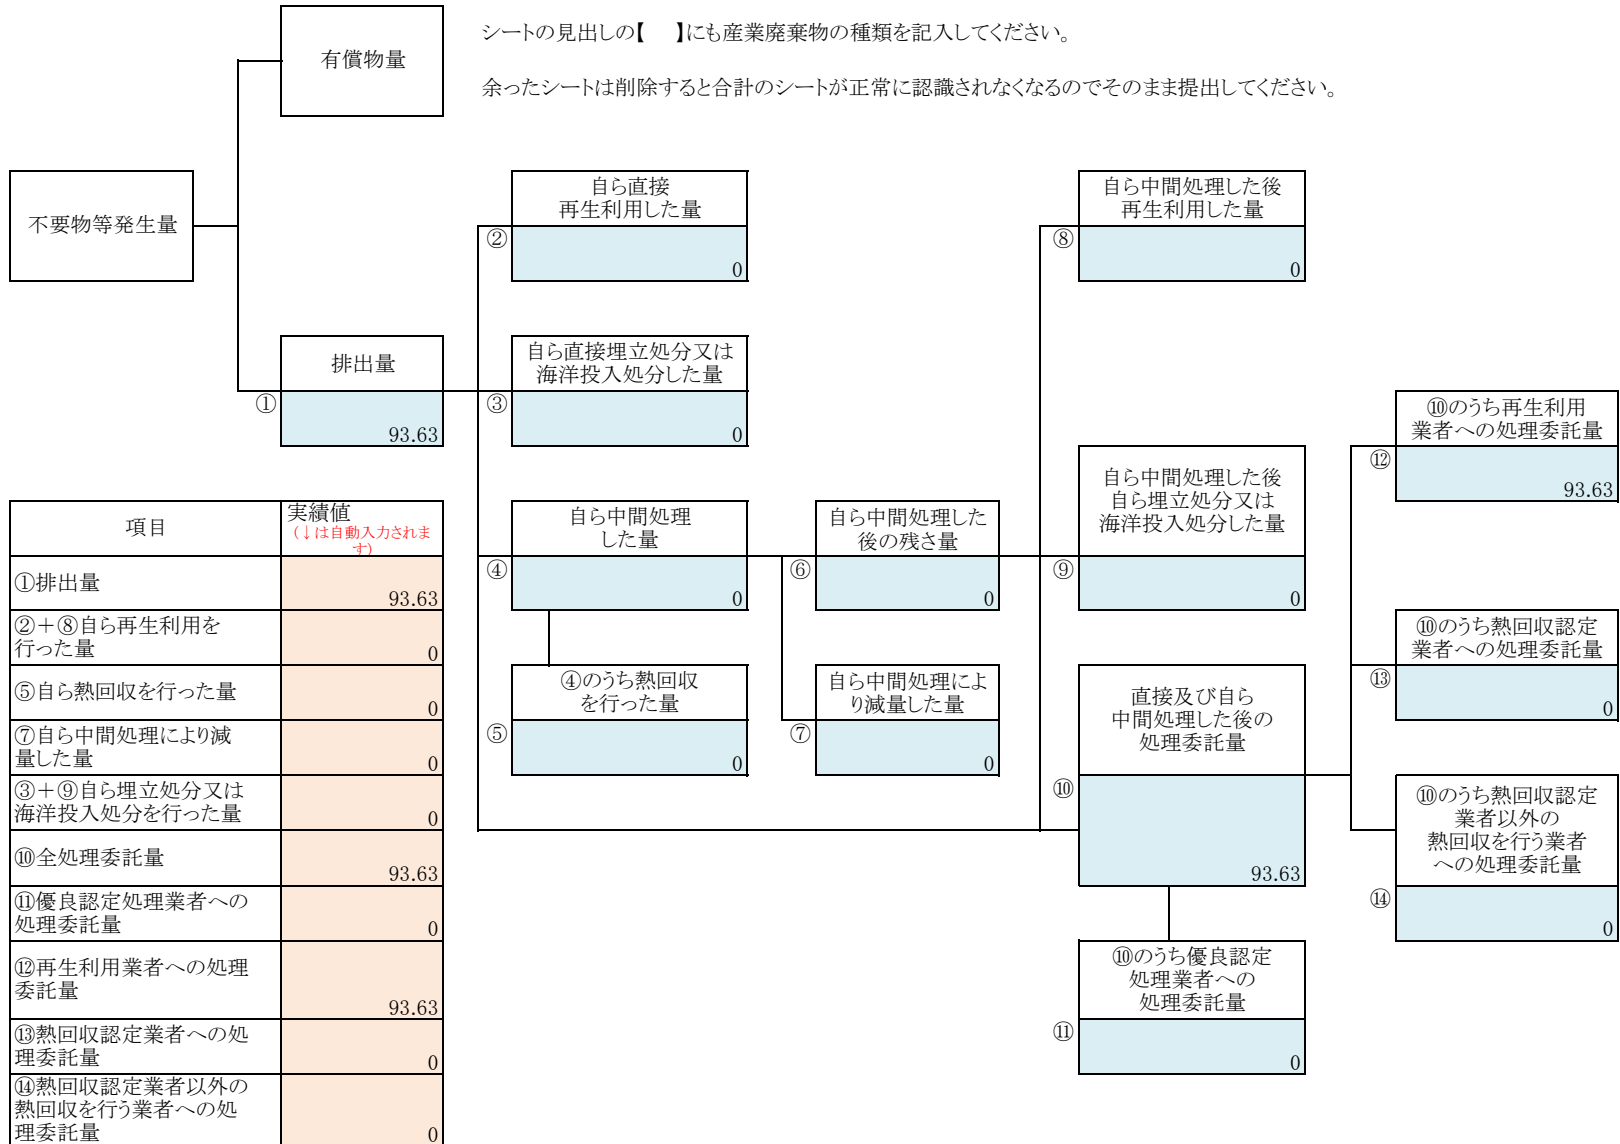 有償物量
シートの見出しの【　】にも産業廃棄物の種類を記入してください。
余ったシートは削除すると合計のシートが正常に認識されなくなるのでそのまま提出してください。
不要物等発生量
自ら直接
再生利用した量
②
0
自ら中間処理した後
再生利用した量
⑧
0
排出量
①
93.63
自ら直接埋立処分又は
海洋投入処分した量
③
0
⑩のうち再生利用
業者への処理委託量
⑫
93.63
自ら中間処理
した量
④
0
自ら中間処理した
後の残さ量
⑥
0
自ら中間処理した後
自ら埋立処分又は
海洋投入処分した量
⑨
0
④のうち熱回収
を行った量
⑤
0
自ら中間処理によ
り減量した量
⑦
0
直接及び自ら
中間処理した後の
処理委託量
⑩
93.63
⑩のうち熱回収認定
業者への処理委託量
⑬
0
⑩のうち熱回収認定
業者以外の
熱回収を行う業者
への処理委託量
⑭
0
⑩のうち優良認定
処理業者への
処理委託量
⑪
0
項目
実績値
（↓は自動入力されま
す）
①排出量
93.63
②＋⑧自ら再生利用を
行った量
0
⑤自ら熱回収を行った量
0
⑦自ら中間処理により減
量した量
0
③＋⑨自ら埋立処分又は
海洋投入処分を行った量
0
⑩全処理委託量
93.63
⑪優良認定処理業者への
処理委託量
0
⑫再生利用業者への処理
委託量
93.63
⑬熱回収認定業者への処
理委託量
0
⑭熱回収認定業者以外の
熱回収を行う業者への処
理委託量
0